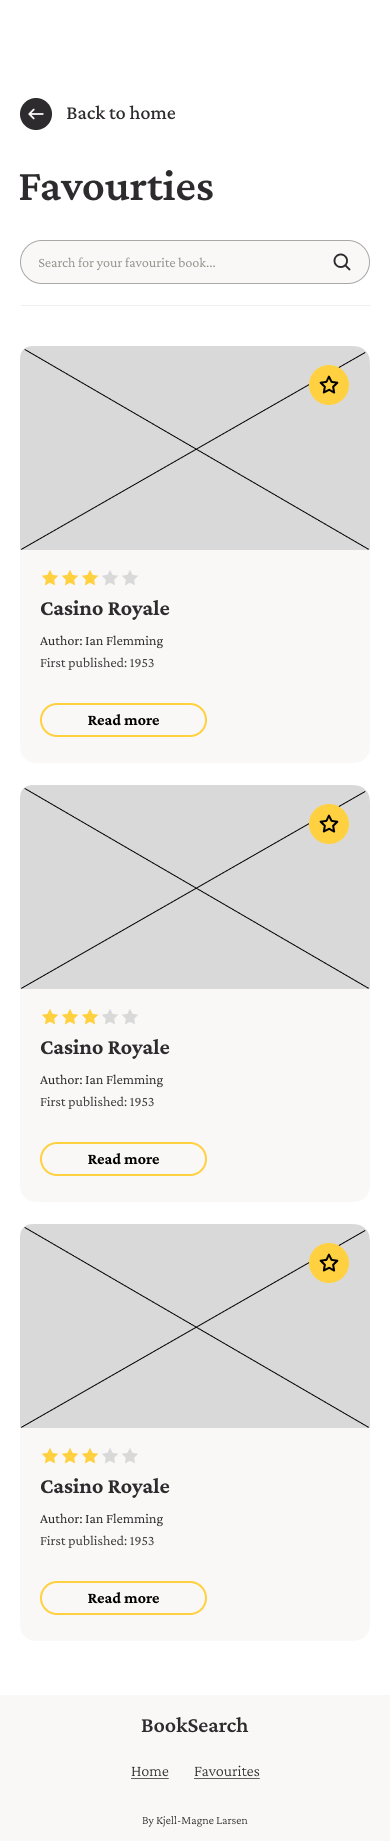 Back to home
Favourties
Search for your favourite book...
Casino Royale
Author: Ian Flemming
First published: 1953
Read more
Casino Royale
Author: Ian Flemming
First published: 1953
Read more
Casino Royale
Author: Ian Flemming
First published: 1953
Read more
BookSearch
Home Favourites
By Kjell-Magne Larsen